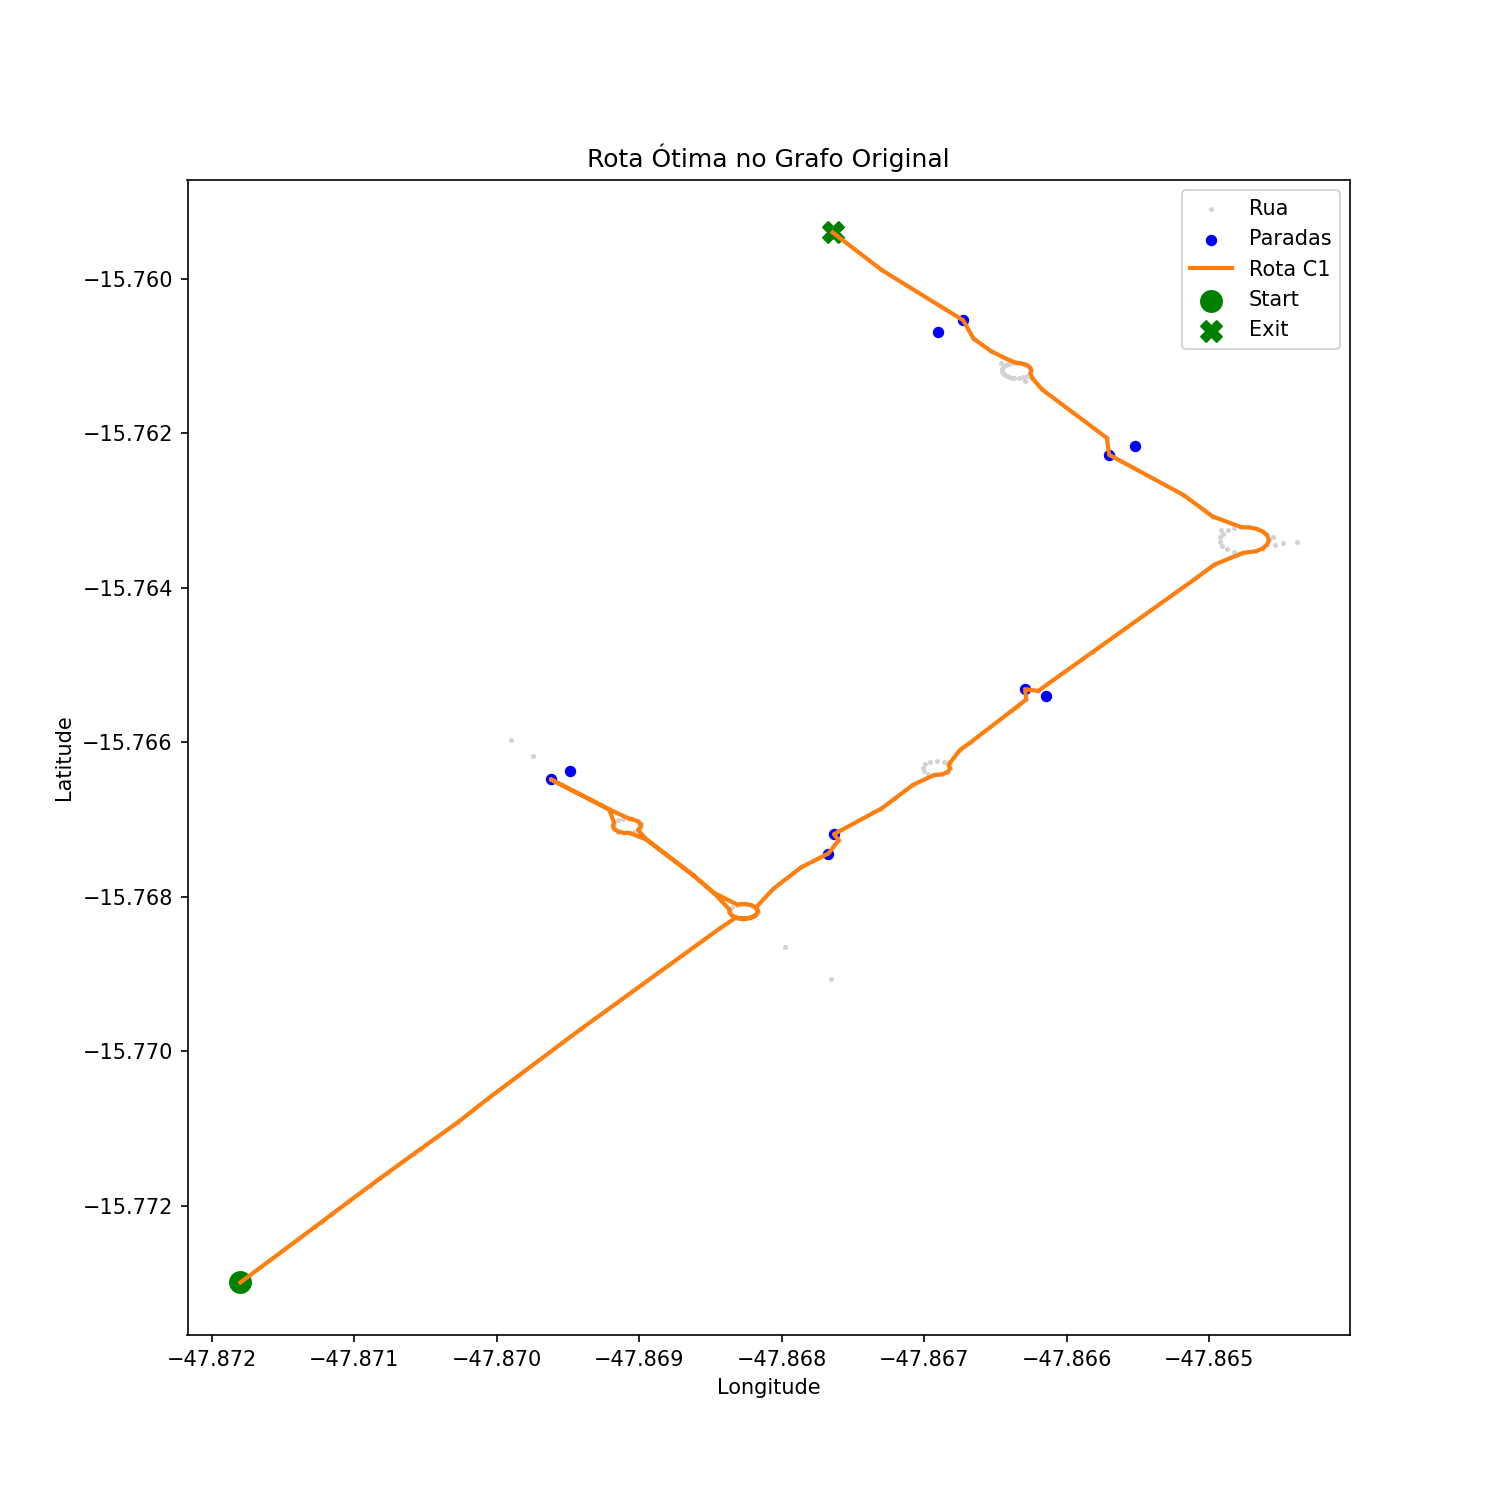 Rota Ótima no Grafo Original
Rua
Paradas
Rota C1
Start
Exit
−15.760
−15.762
−15.764
−15.766
−15.768
−15.770
−15.772
Latitude
−47.872
−47.871
−47.870
−47.869
−47.868
−47.867
−47.866
−47.865
Longitude